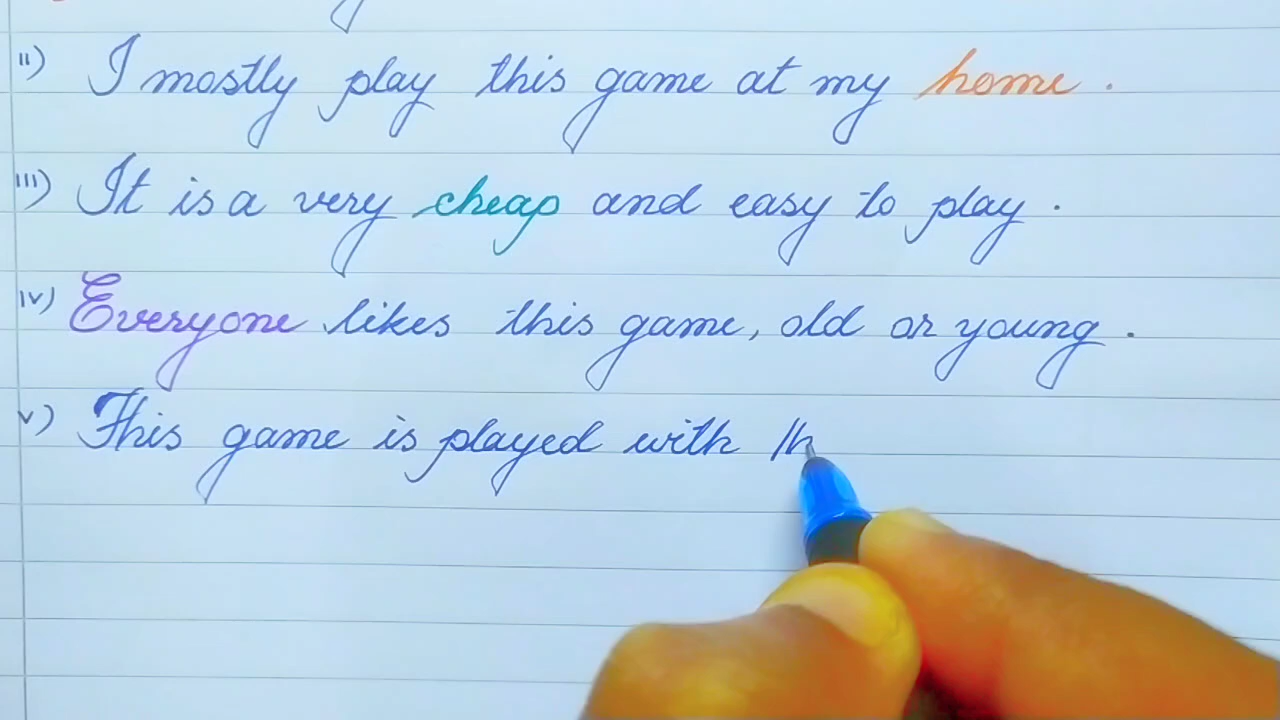 ii) I mostly play this game at my home.
iii) It is a very cheap and easy to play.
iv) Everyone likes this game, old or young.
v) This game is played with th